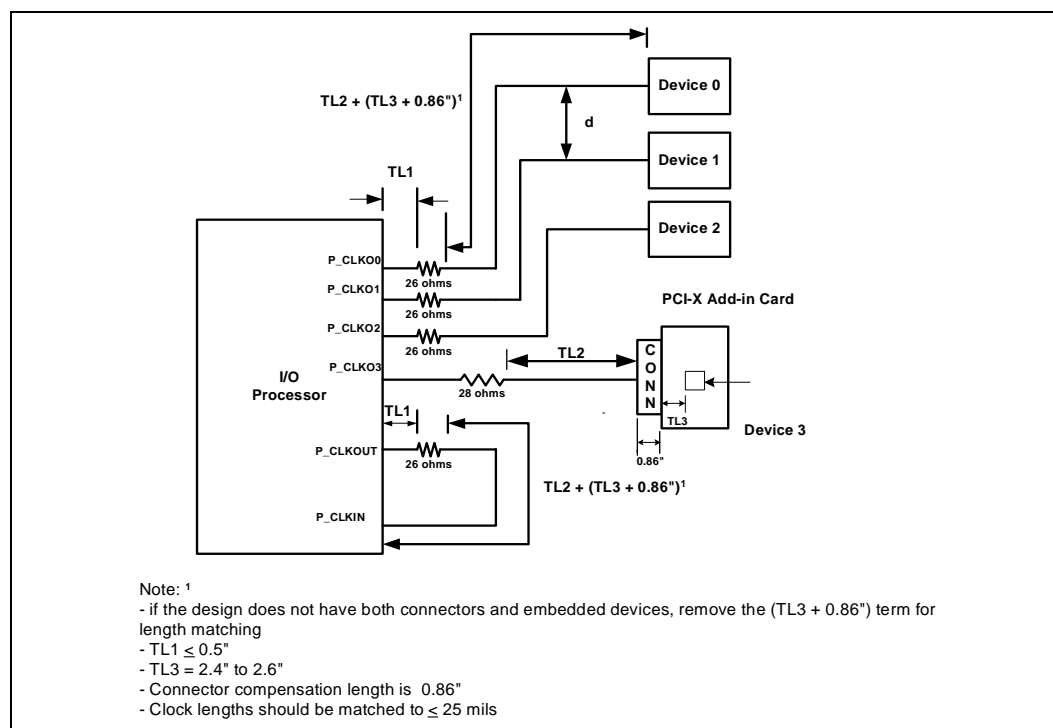 Device 0
TL2 + (TL3 + 0.86")¹
d
Device 1
TL1
Device 2
P_CLKO0
26 ohms
P_CLKO1
26 ohms
PCI-X Add-in Card
P_CLKO2
26 ohms
TL2
CONN
P_CLKO3
28 ohms
I/O
Processor
TL1
TL3
Device 3
P_CLKOUT
26 ohms
0.86"
TL2 + (TL3 + 0.86")¹
P_CLKIN
Note: ¹
- if the design does not have both connectors and embedded devices, remove the (TL3 + 0.86") term for
length matching
- TL1 ≤ 0.5"
- TL3 = 2.4" to 2.6"
- Connector compensation length is 0.86"
- Clock lengths should be matched to ≤ 25 mils